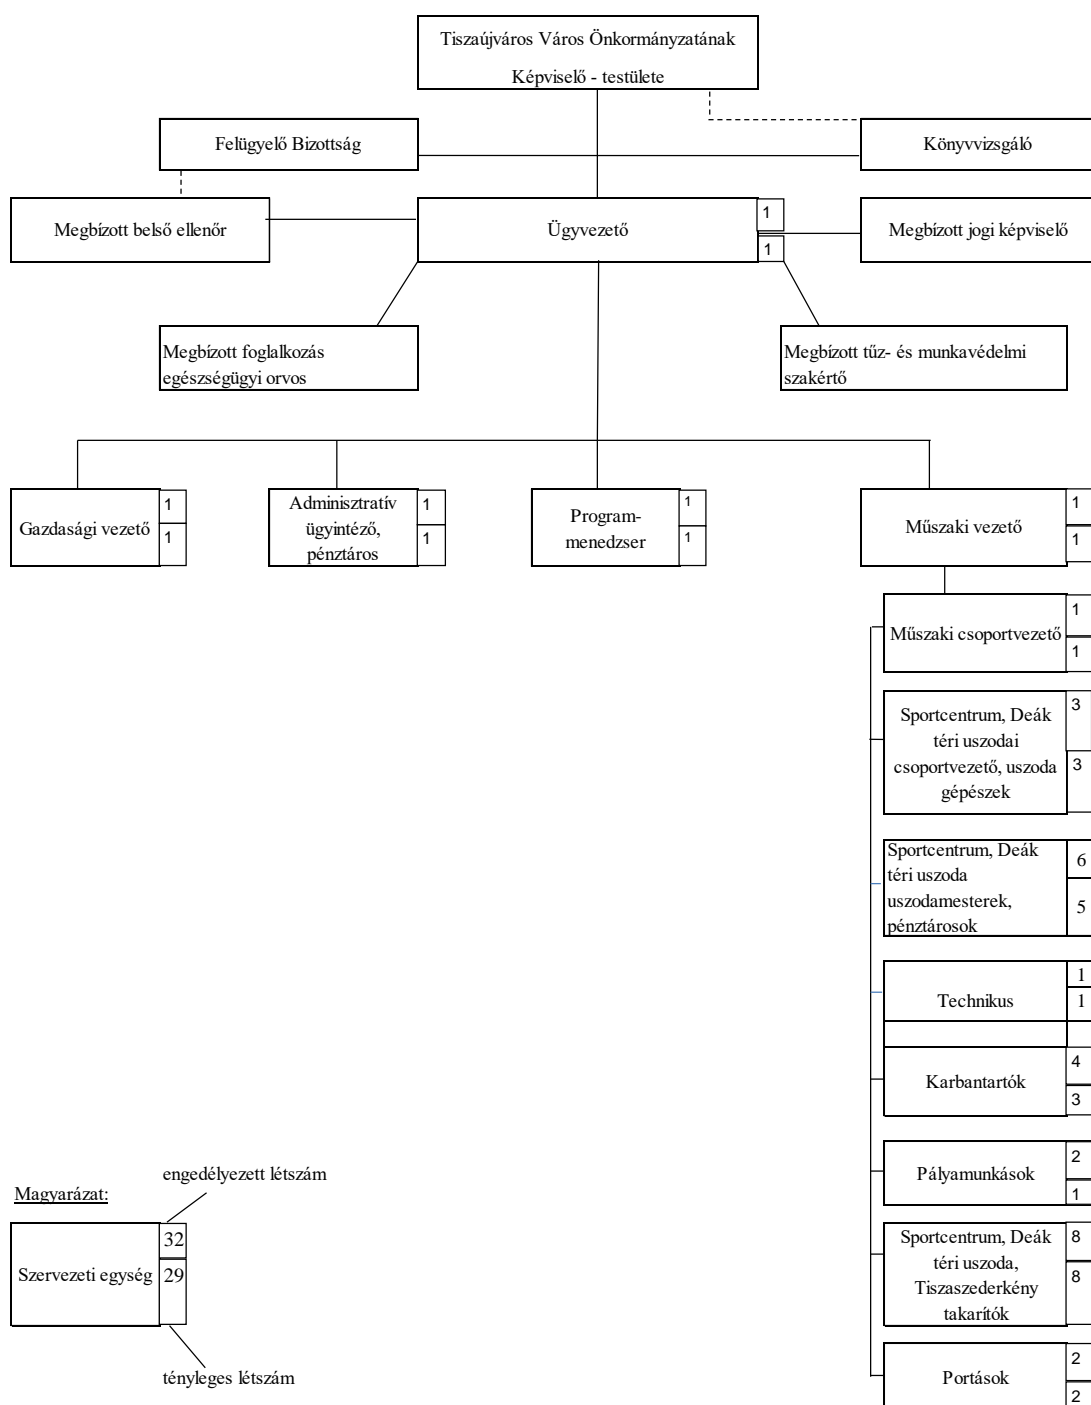 Tiszaújváros Város Önkormányzatának
Képviselő - testülete
Felügyelő Bizottság
Könyvvizsgáló
Megbízott belső ellenőr
Ügyvezető
1
1
Megbízott jogi képviselő
Megbízott foglalkozás
egészségügyi orvos
Megbízott tűz- és munkavédelmi
szakértő
Gazdasági vezető
1
1
Adminisztratív
ügyintéző,
pénztáros
1
1
Program-
menedzser
1
1
Műszaki vezető
1
1
Műszaki csoportvezető
1
1
Sportcentrum, Deák
téri uszodai
csoportvezető, uszoda
gépészek
3
3
Sportcentrum, Deák
téri uszoda
uszodamesterek,
pénztárosok
6
5
Technikus
1
1
Karbantartók
4
3
Pályamunkások
2
1
Sportcentrum, Deák
téri uszoda,
Tiszaszederkény
takarítók
8
8
Portások
2
2
Magyarázat:
engedélyezett létszám
Szervezeti egység
32
29
tényleges létszám